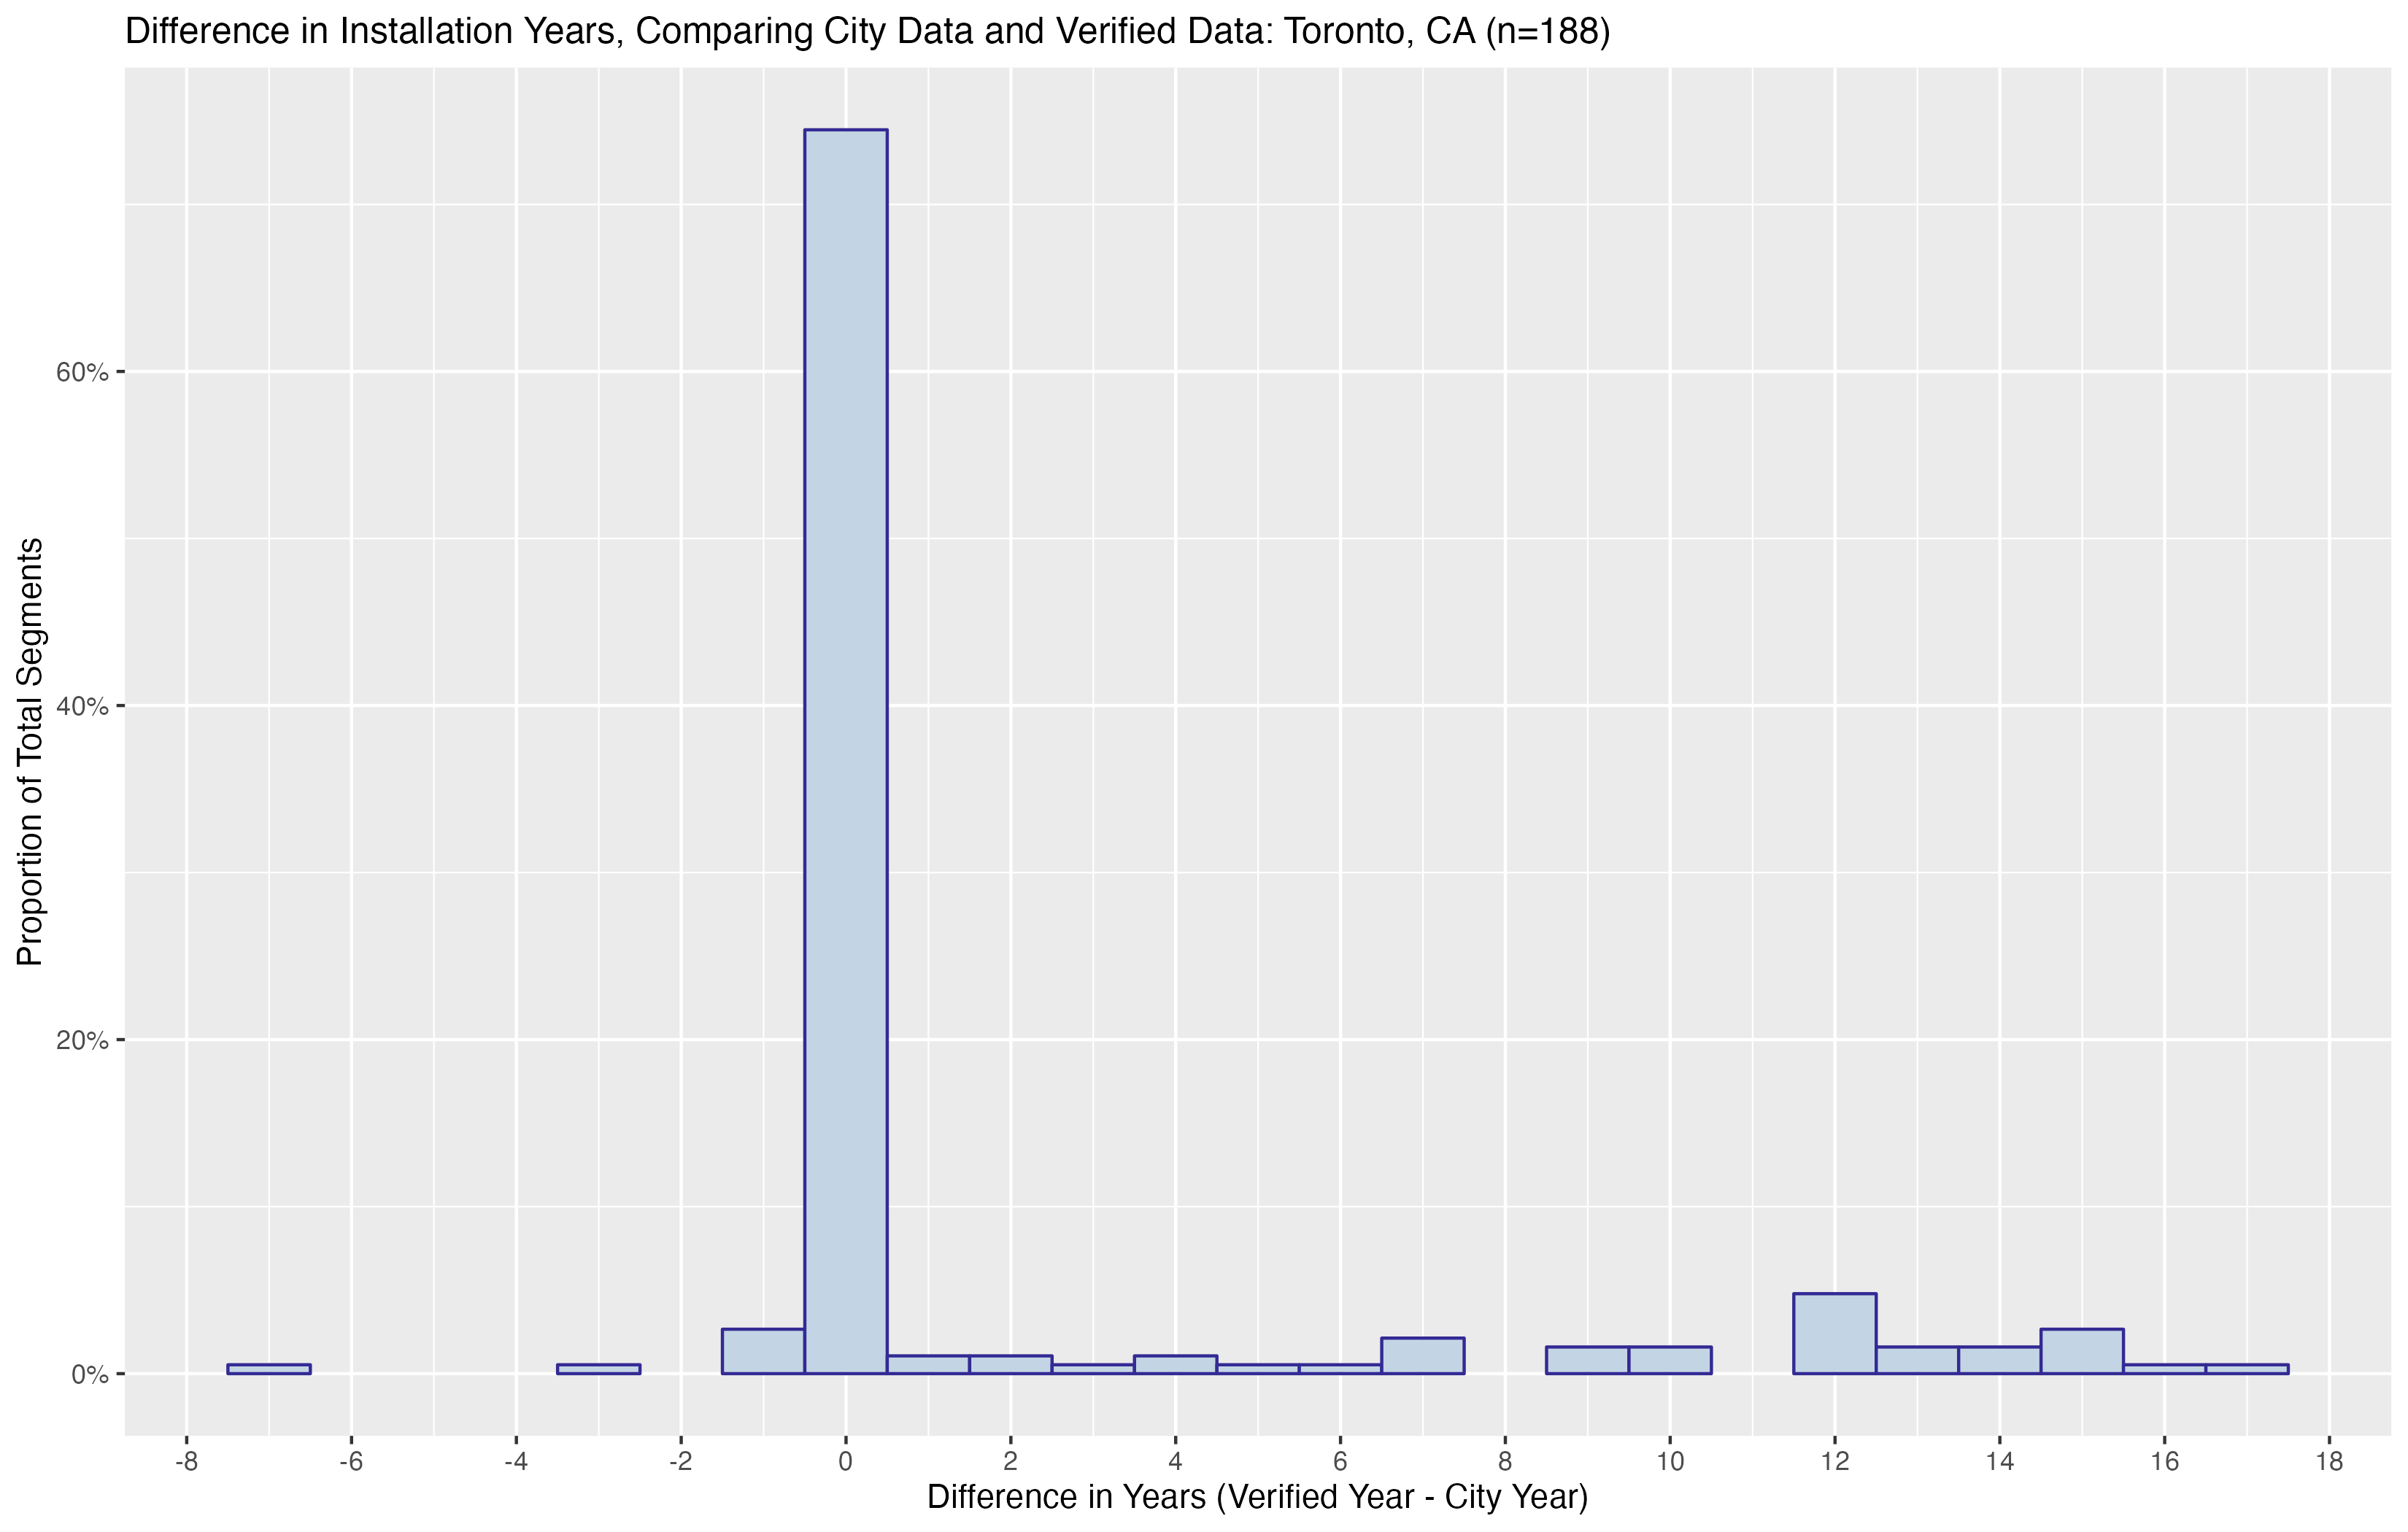 Difference in Installation Years, Comparing City Data and Verified Data: Toronto, CA (n=188)
Proportion of Total Segments
60%
40%
20%
0%
-8 -6 -4 -2 0 2 4 6 8 10 12 14 16 18
Difference in Years (Verified Year - City Year)